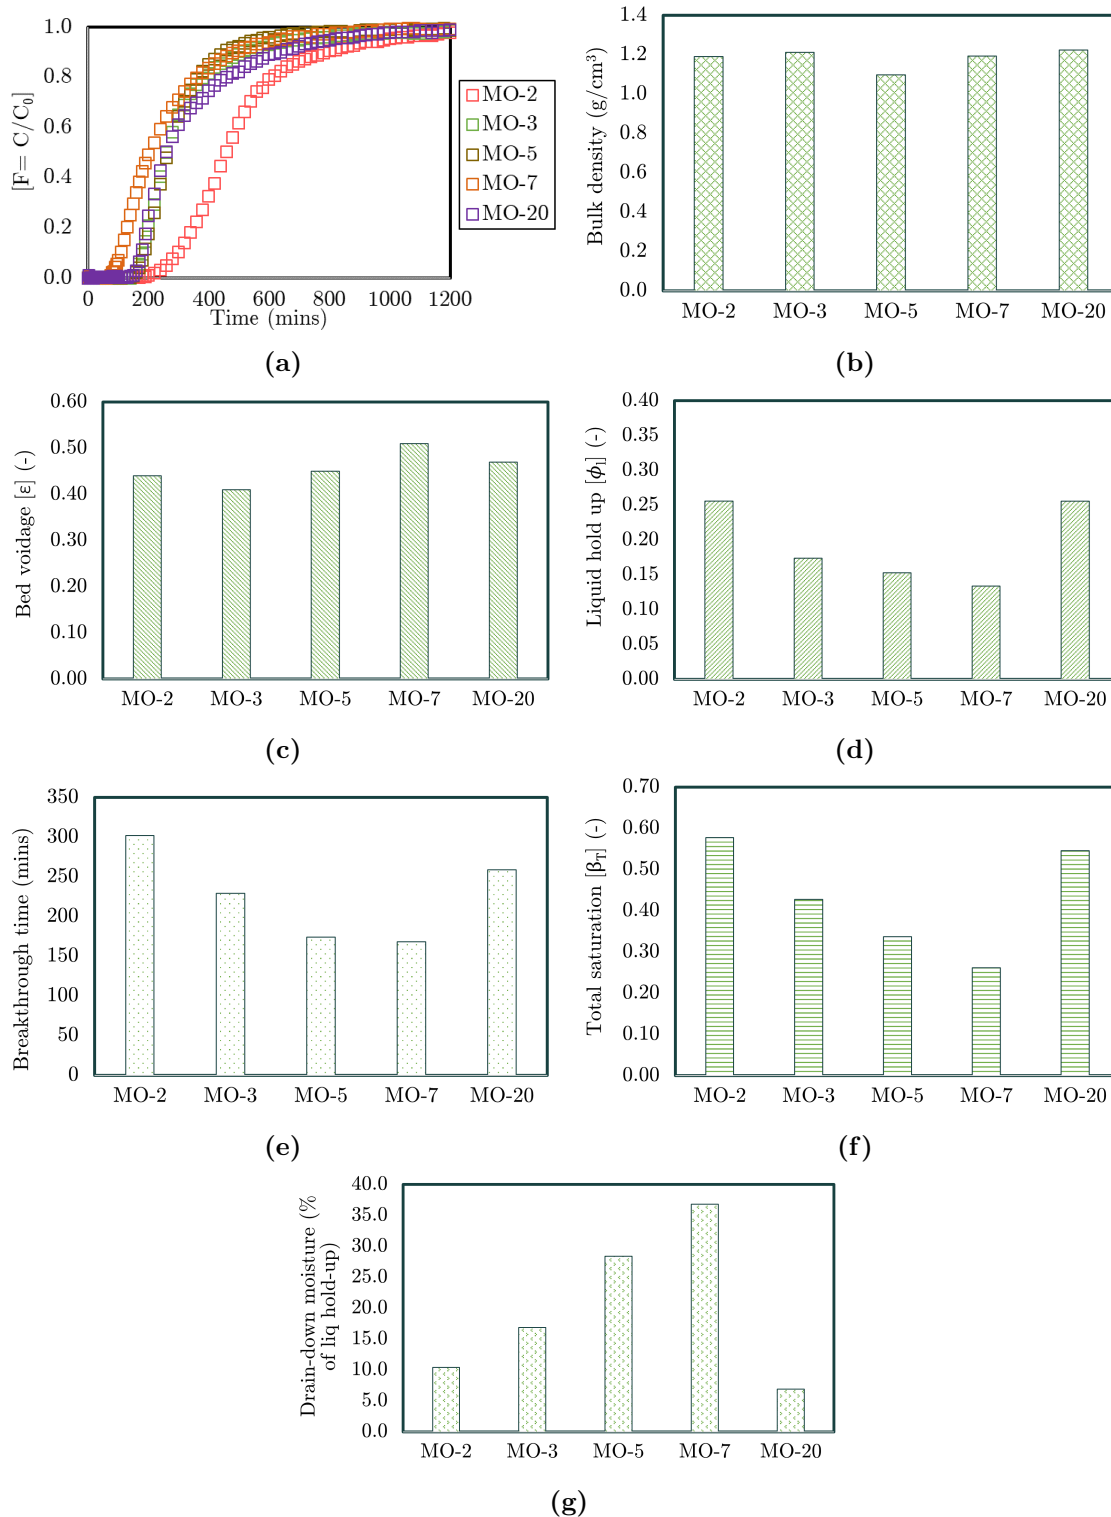 1.0
0.8
0.6
0.4
0.2
0.0
[F= C/C₀]
0 200 400 600 800 1000 1200
Time (mins)
MO-2
MO-3
MO-5
MO-7
MO-20
(a)
1.4
1.2
1.0
0.8
0.6
0.4
0.2
0.0
Bulk density (g/cm³)
MO-2 MO-3 MO-5 MO-7 MO-20
(b)
0.60
0.50
0.40
0.30
0.20
0.10
0.00
Bed voidage [ε] (-)
MO-2 MO-3 MO-5 MO-7 MO-20
(c)
0.40
0.35
0.30
0.25
0.20
0.15
0.10
0.05
0.00
Liquid hold up [ϕₗ] (-)
MO-2 MO-3 MO-5 MO-7 MO-20
(d)
350
300
250
200
150
100
50
0
Breakthrough time (mins)
MO-2 MO-3 MO-5 MO-7 MO-20
(e)
0.70
0.60
0.50
0.40
0.30
0.20
0.10
0.00
Total saturation [β_T] (-)
MO-2 MO-3 MO-5 MO-7 MO-20
(f)
40.0
35.0
30.0
25.0
20.0
15.0
10.0
5.0
0.0
Drain-down moisture (%
of liq hold-up)
MO-2 MO-3 MO-5 MO-7 MO-20
(g)